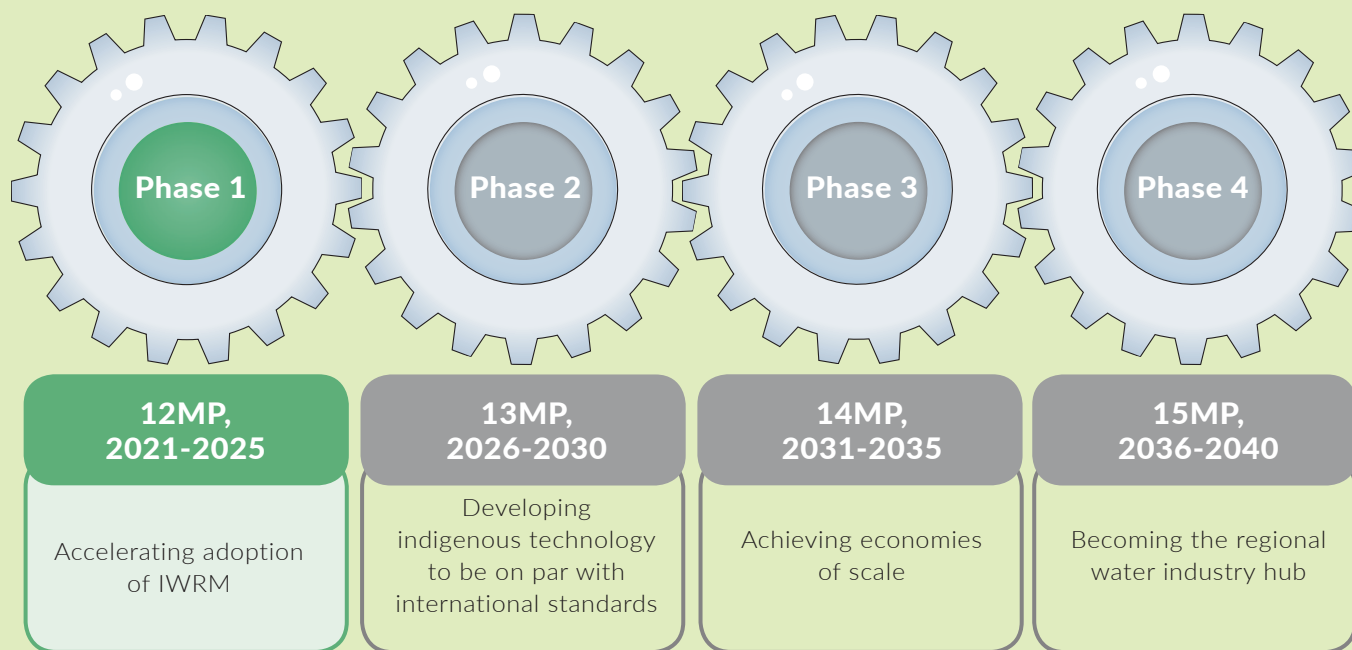 Phase 1
Phase 2
Phase 3
Phase 4
12MP,
2021-2025
Accelerating adoption
of IWRM
13MP,
2026-2030
Developing
indigenous technology
to be on par with
international standards
14MP,
2031-2035
Achieving economies
of scale
15MP,
2036-2040
Becoming the regional
water industry hub